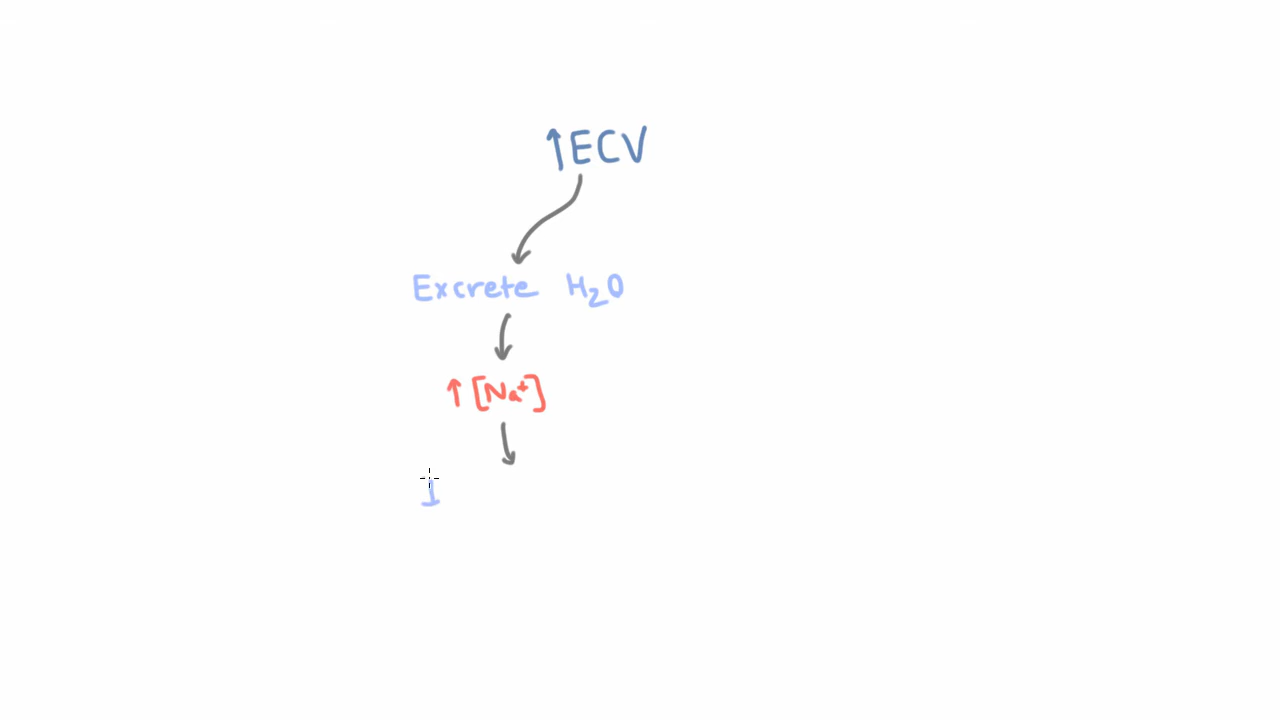 ↑ECV
Excrete H₂O
↑[Na⁺]
I